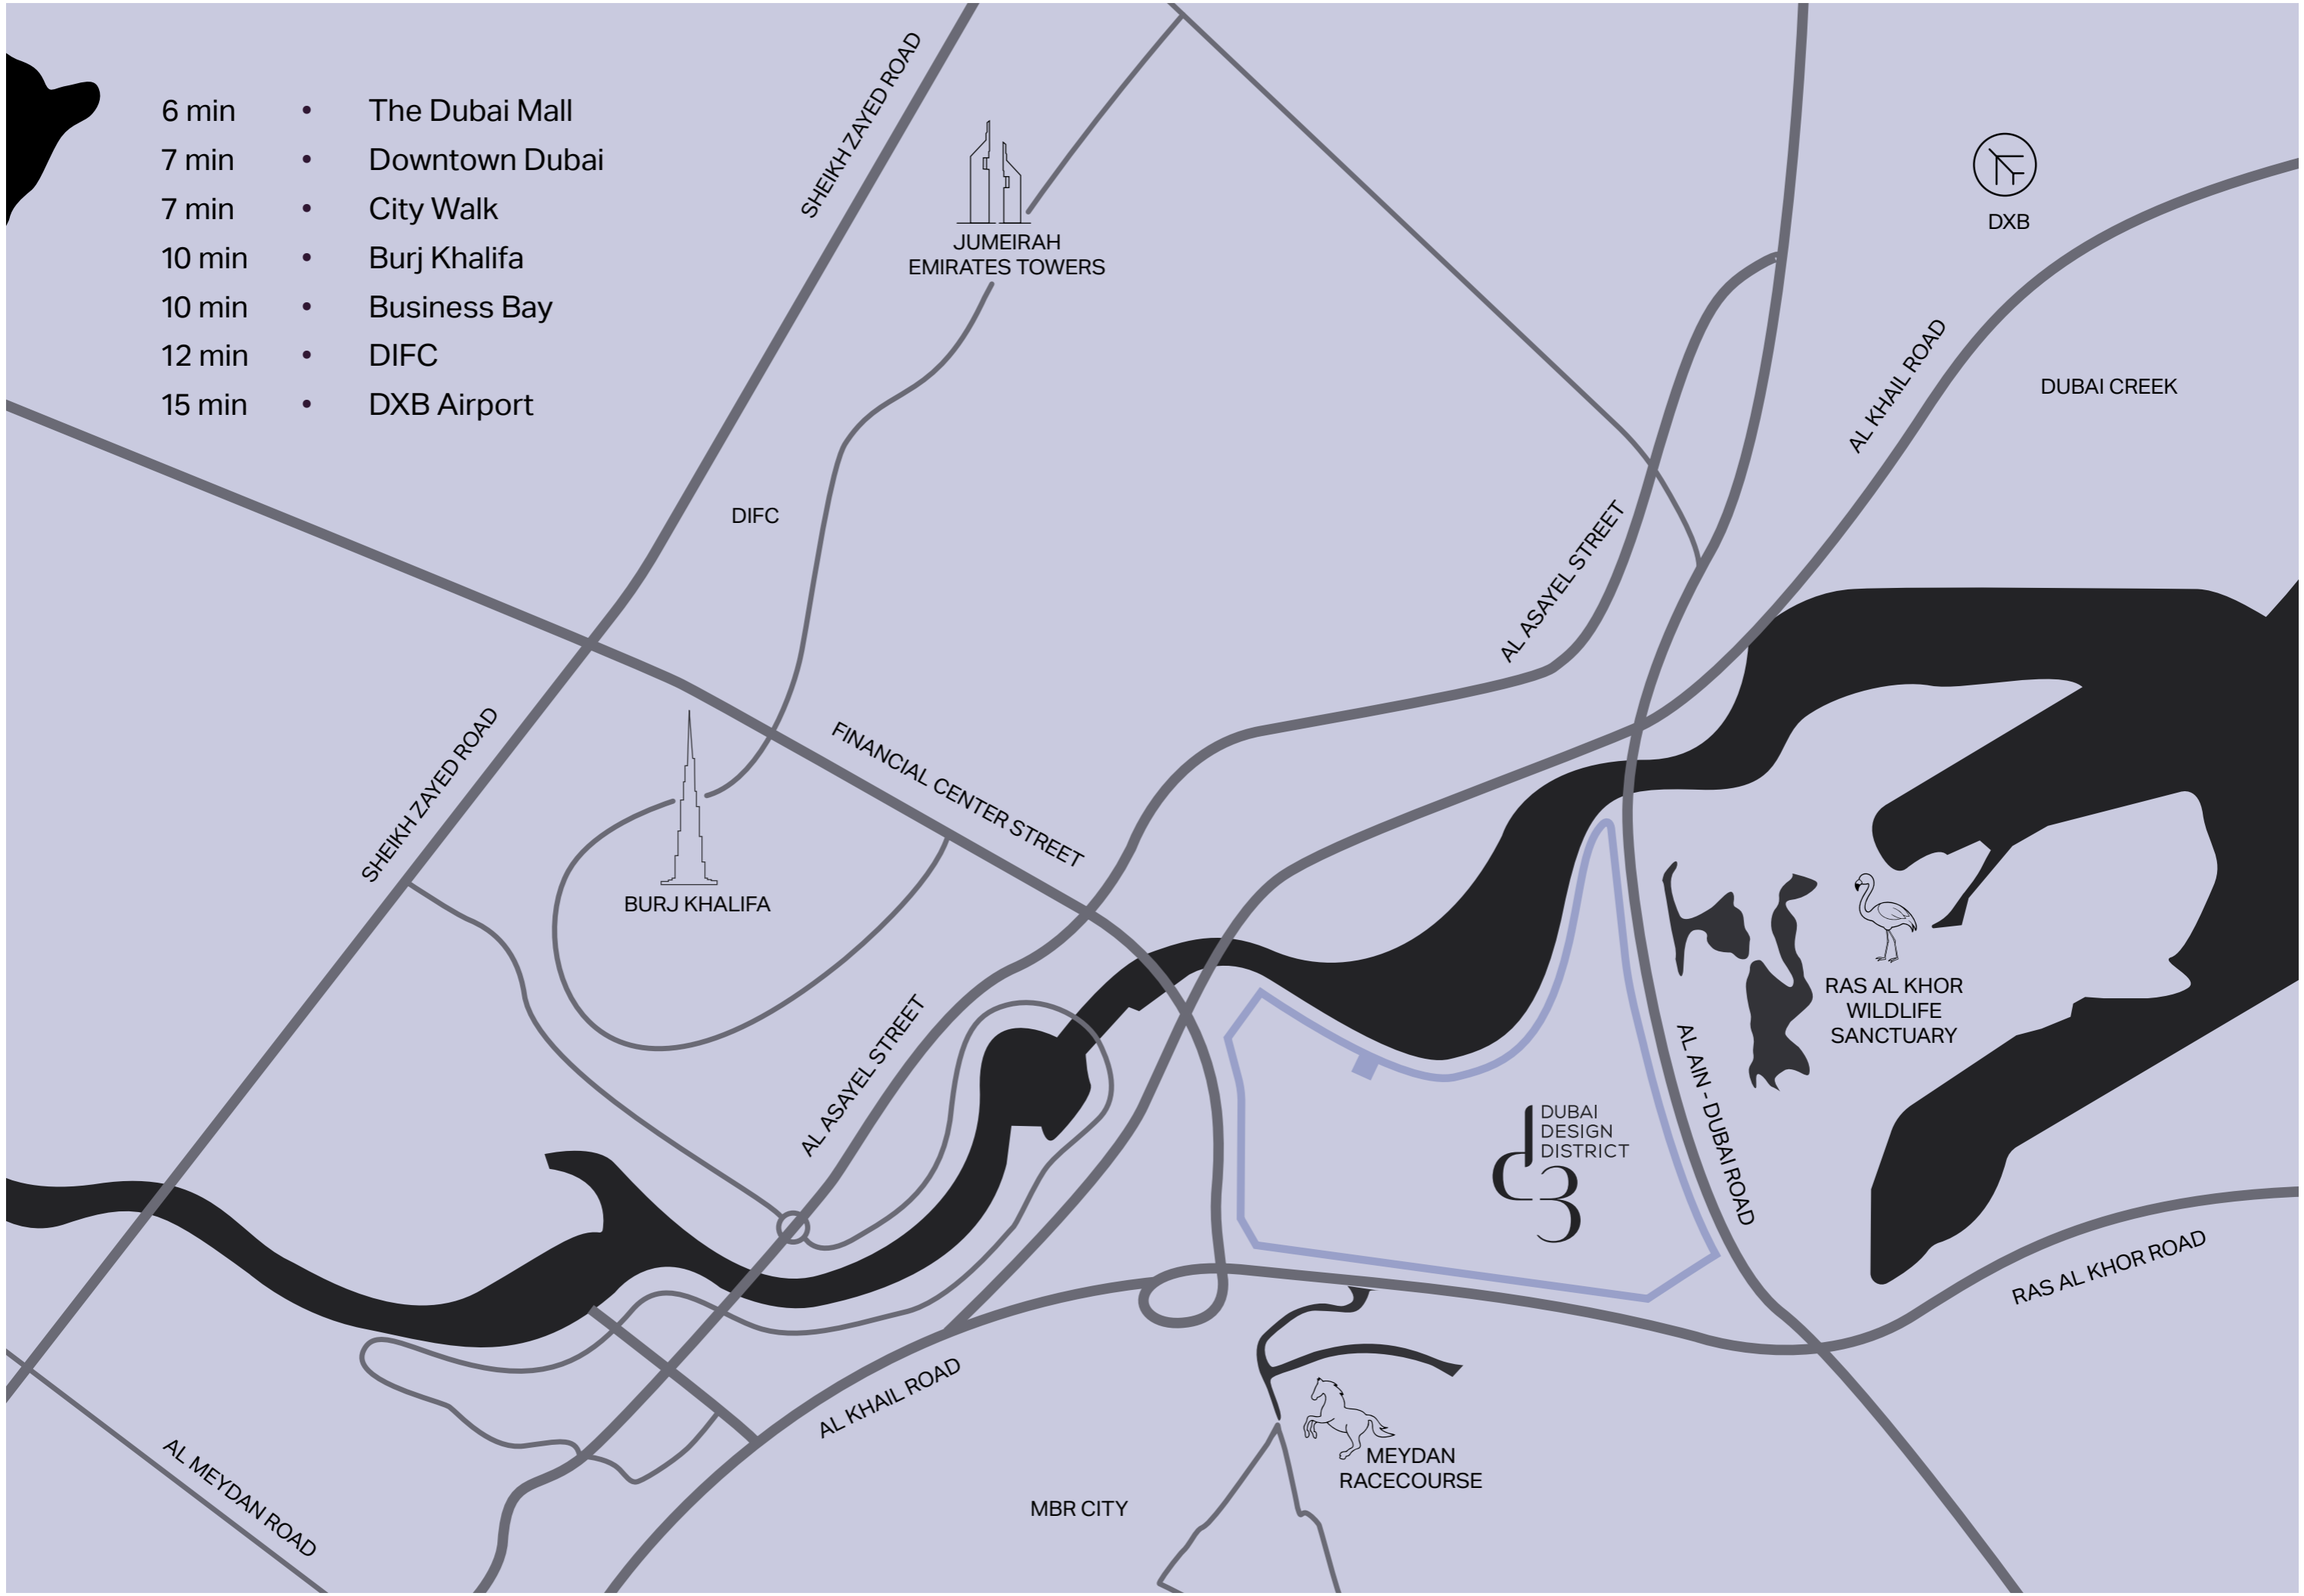 6 min • The Dubai Mall
7 min • Downtown Dubai
7 min • City Walk
10 min • Burj Khalifa
10 min • Business Bay
12 min • DIFC
15 min • DXB Airport
SHEIKH ZAYED ROAD
JUMEIRAH
EMIRATES TOWERS
DXB
AL KHAIL ROAD
DUBAI CREEK
DIFC
AL ASAYEL STREET
SHEIKH ZAYED ROAD
FINANCIAL CENTER STREET
BURJ KHALIFA
RAS AL KHOR
WILDLIFE
SANCTUARY
AL ASAYEL STREET
AL AIN - DUBAI ROAD
DUBAI
DESIGN
DISTRICT
d3
RAS AL KHOR ROAD
AL KHAIL ROAD
AL MEYDAN ROAD
MEYDAN
RACECOURSE
MBR CITY